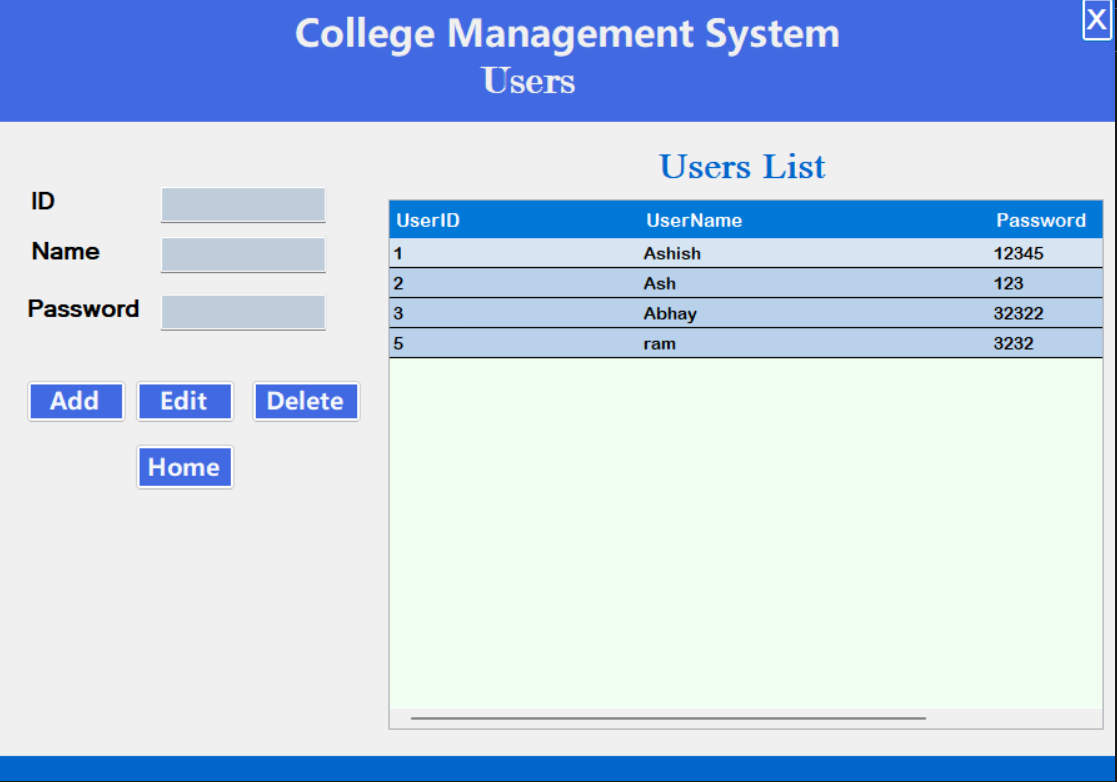 College Management System
X
Users
Users List
ID
Name
Password
Add Edit Delete
Home
UserID UserName Password
1 Ashish 12345
2 Ash 123
3 Abhay 32322
5 ram 3232